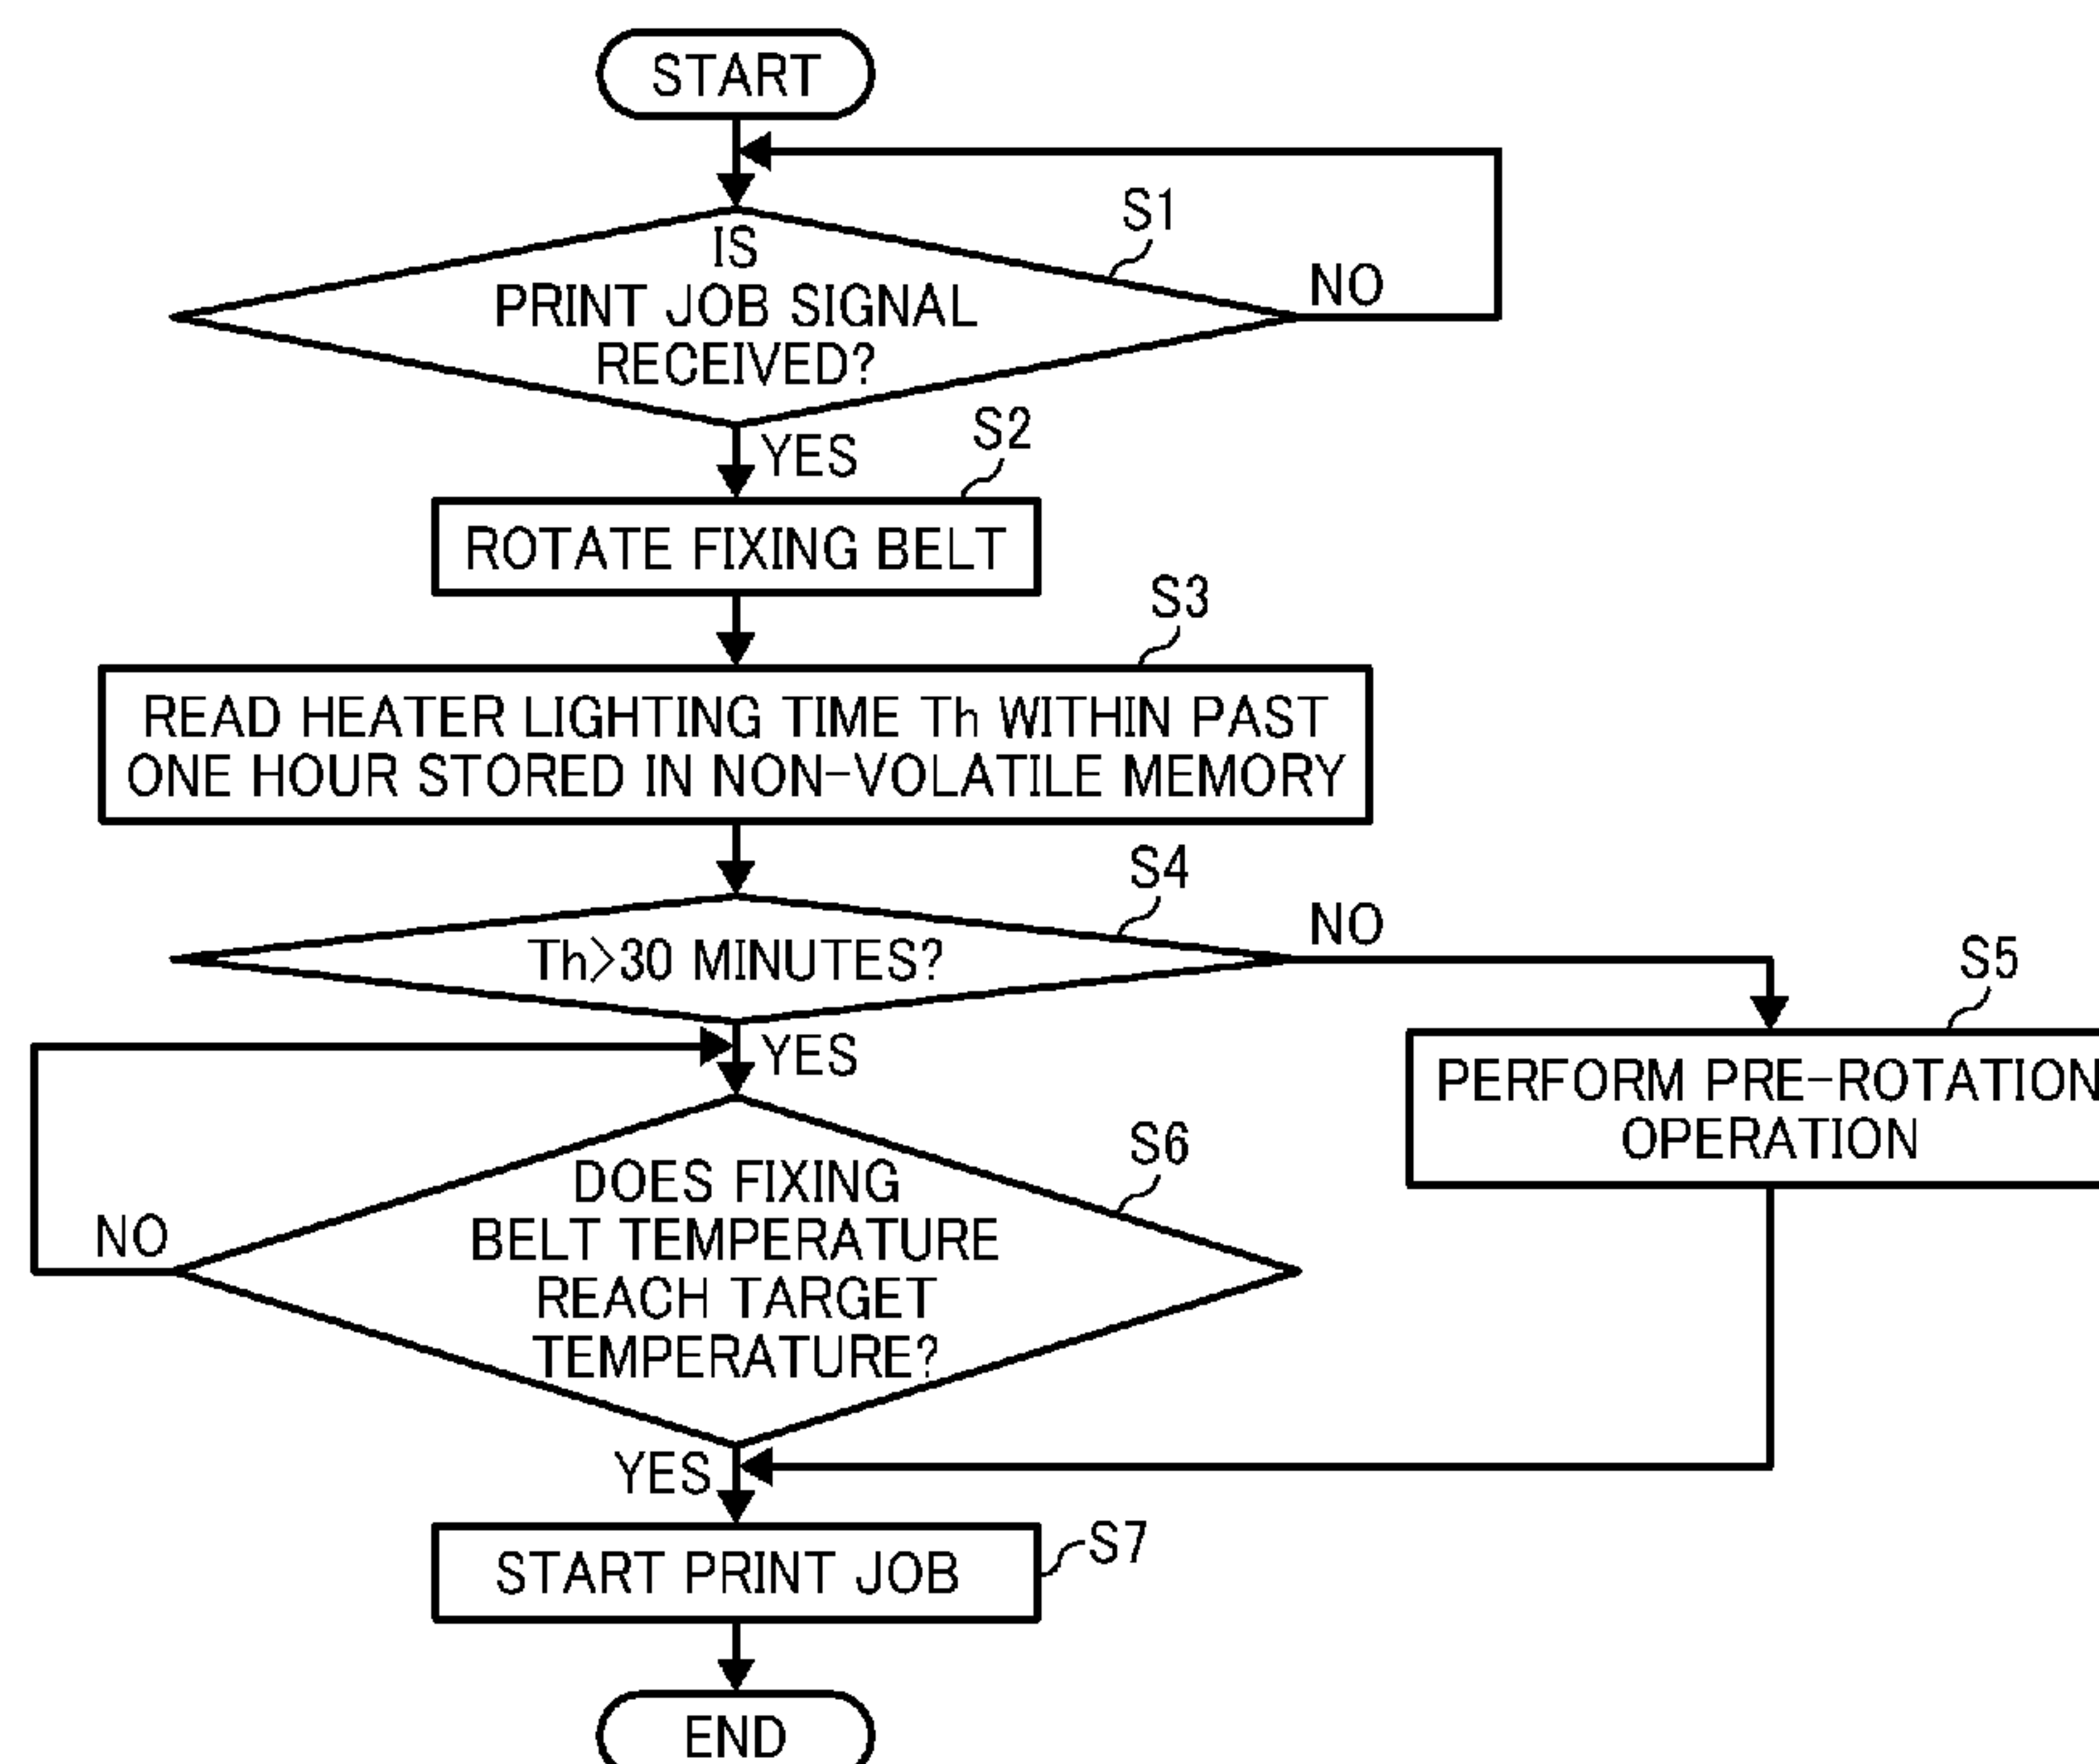 START
S1
IS
PRINT JOB SIGNAL
RECEIVED?
NO
YES
S2
ROTATE FIXING BELT
S3
READ HEATER LIGHTING TIME Th WITHIN PAST
ONE HOUR STORED IN NON-VOLATILE MEMORY
S4
Th>30 MINUTES?
NO
YES
S5
PERFORM PRE-ROTATION
OPERATION
S6
DOES FIXING
BELT TEMPERATURE
REACH TARGET
TEMPERATURE?
NO
YES
START PRINT JOB
S7
END